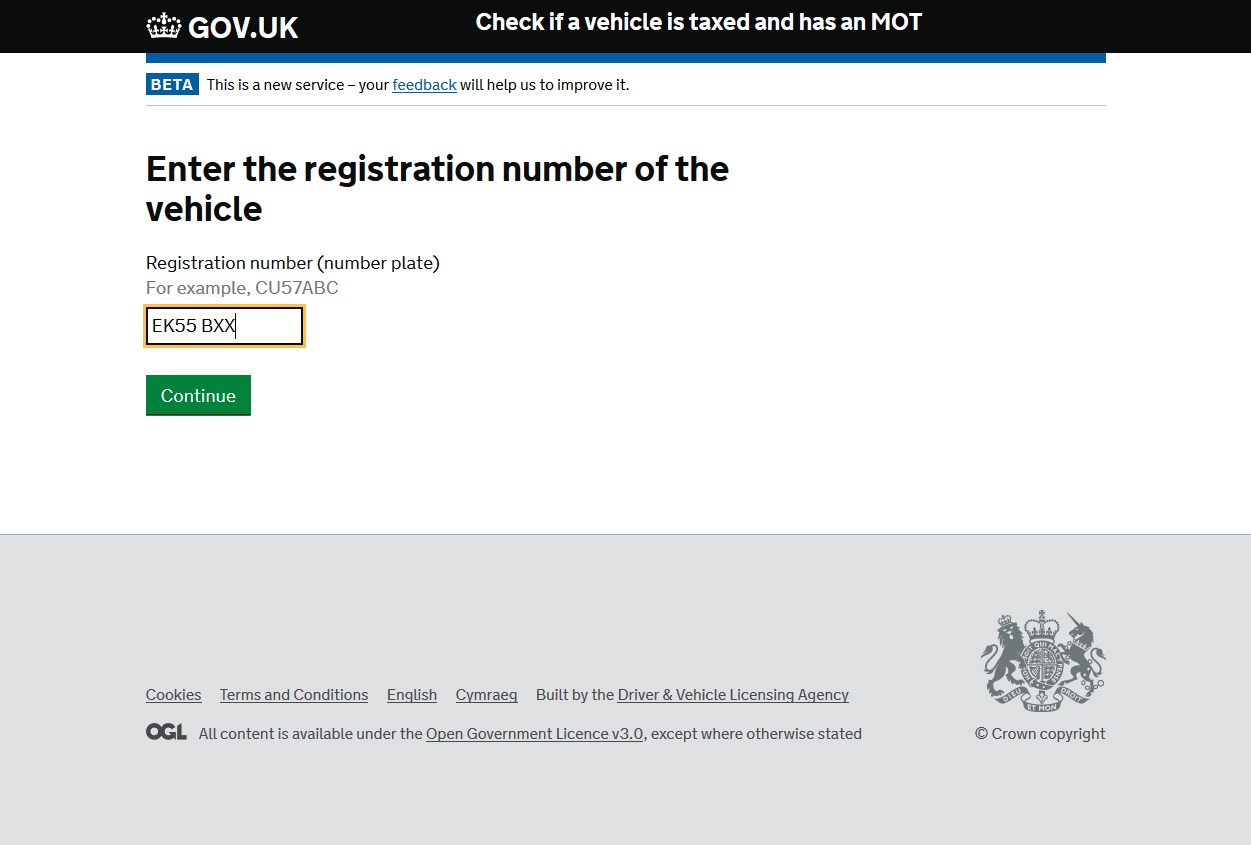 GOV.UK
Check if a vehicle is taxed and has an MOT
BETA This is a new service – your feedback will help us to improve it.
Enter the registration number of the
vehicle
Registration number (number plate)
For example, CU57ABC
EK55 BXX
Continue
Cookies Terms and Conditions English Cymraeg Built by the Driver & Vehicle Licensing Agency
OGL All content is available under the Open Government Licence v3.0, except where otherwise stated
DIEU ET MON DROIT
© Crown copyright